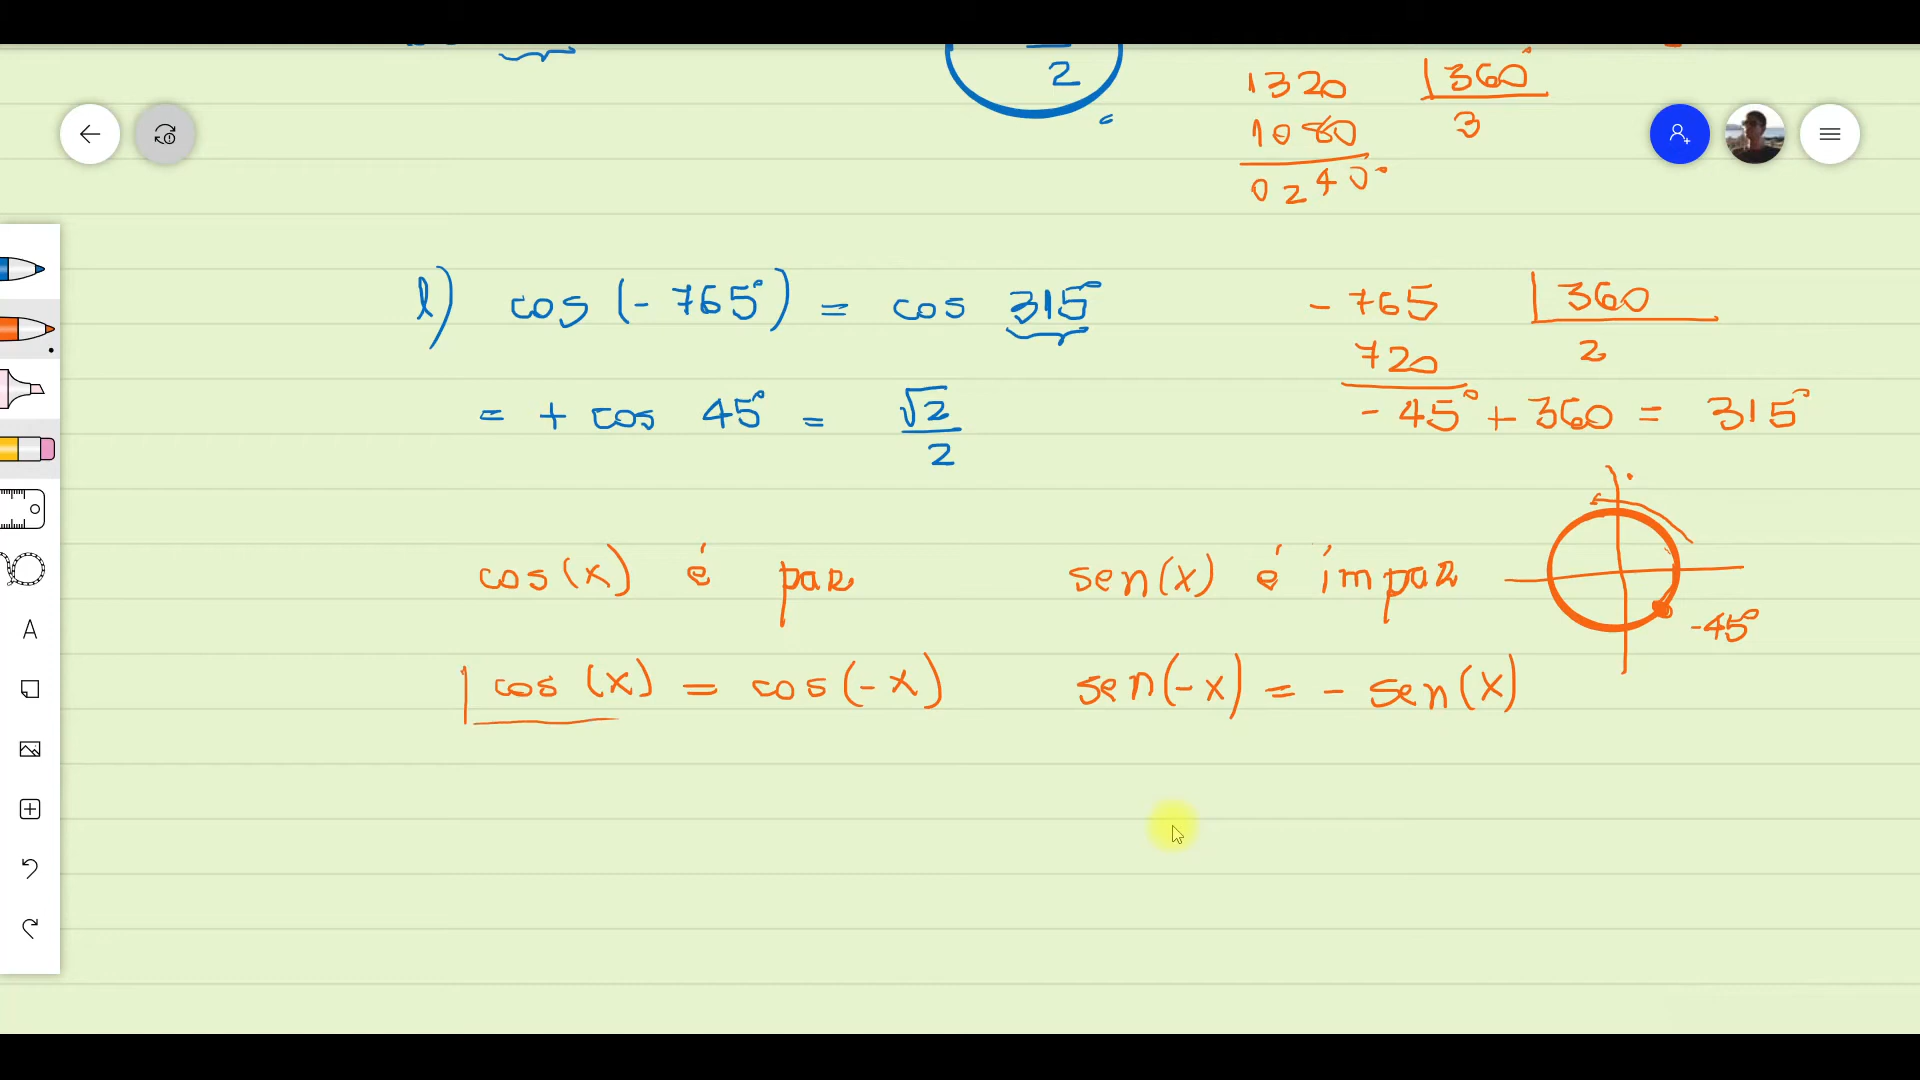 2
1320 360°
1080 3
0240°
l) cos (- 765°) = cos 315°
- 765 360
720 2
= + cos 45° = √2/2
- 45° + 360 = 315°
cos(x) é par
sen(x) é impar
-45°
cos (x) = cos(-x)
sen(-x) = - sen(x)
A